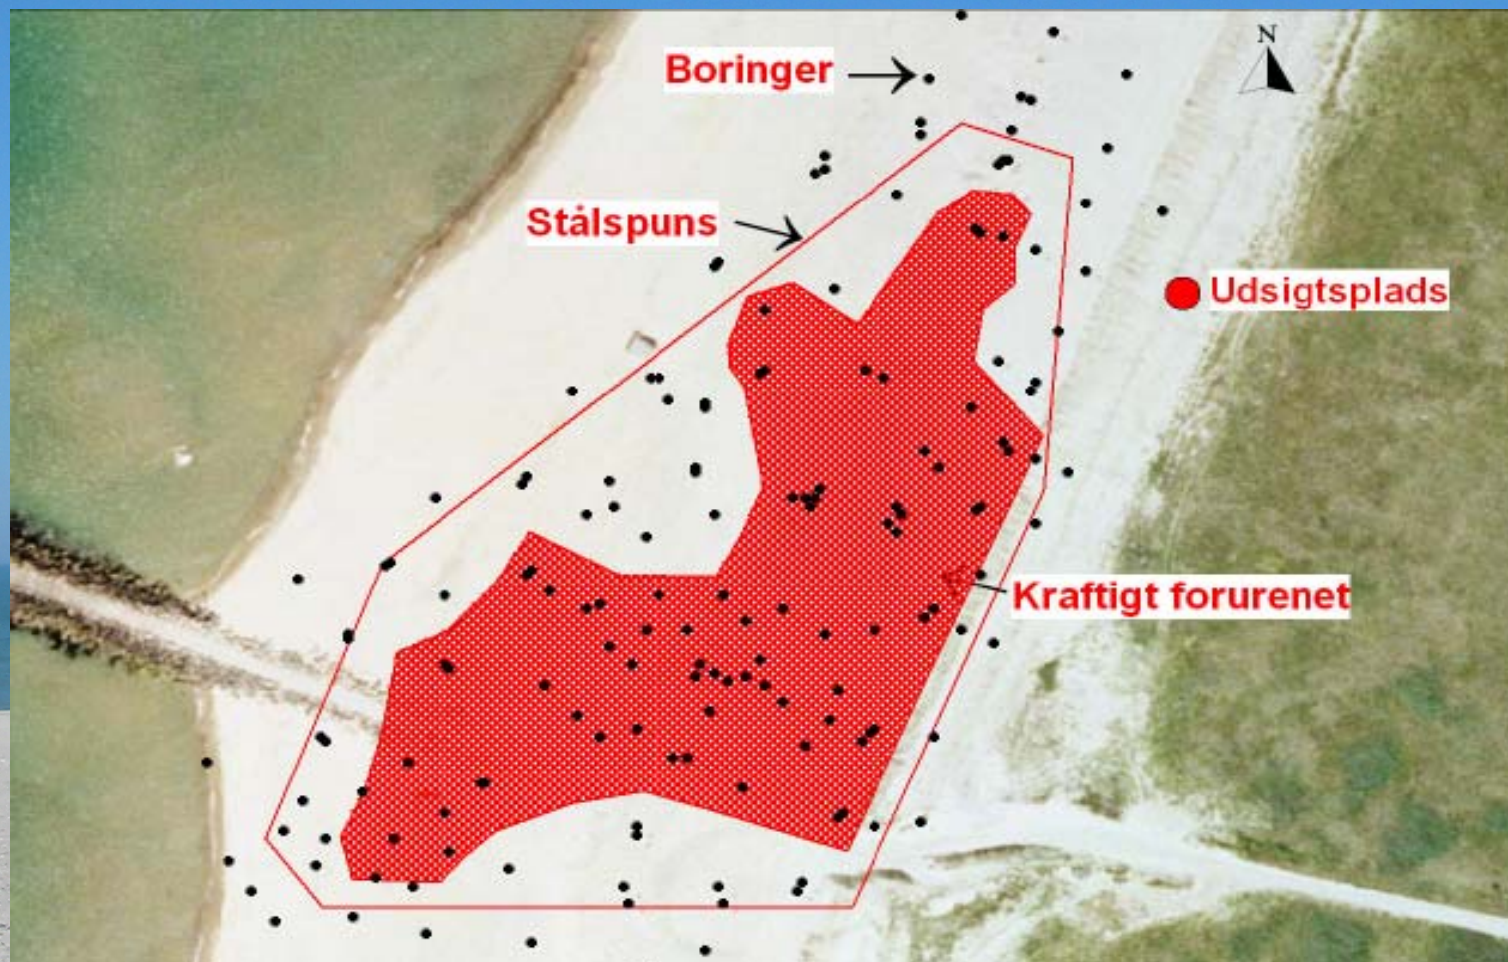 N
Boringer
Stålspuns
Udsigtsplads
Kraftigt forurenet